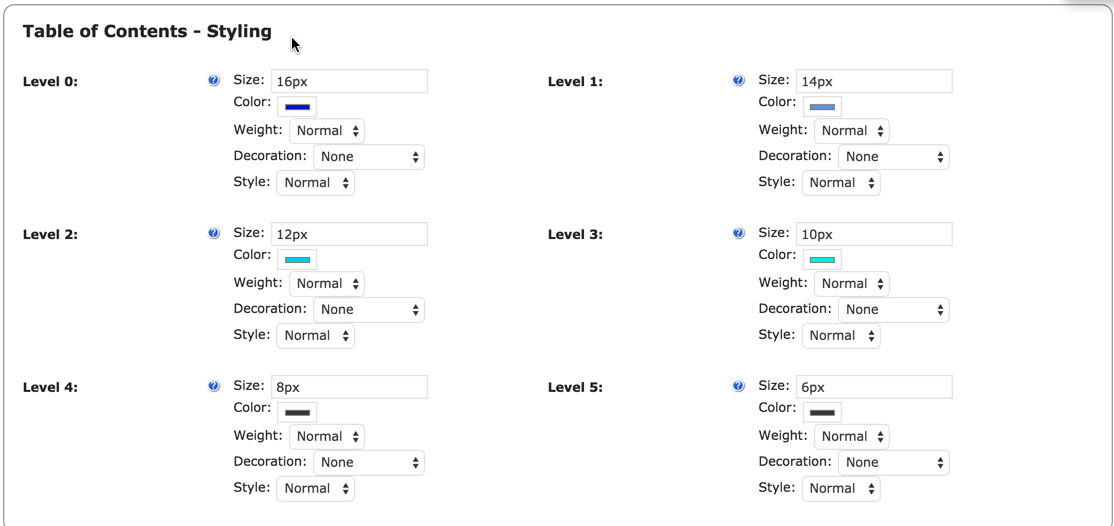 Table of Contents - Styling
Level 0:
Size: 16px
Color:
Weight: Normal
Decoration: None
Style: Normal
Level 1:
Size: 14px
Color:
Weight: Normal
Decoration: None
Style: Normal
Level 2:
Size: 12px
Color:
Weight: Normal
Decoration: None
Style: Normal
Level 3:
Size: 10px
Color:
Weight: Normal
Decoration: None
Style: Normal
Level 4:
Size: 8px
Color:
Weight: Normal
Decoration: None
Style: Normal
Level 5:
Size: 6px
Color:
Weight: Normal
Decoration: None
Style: Normal